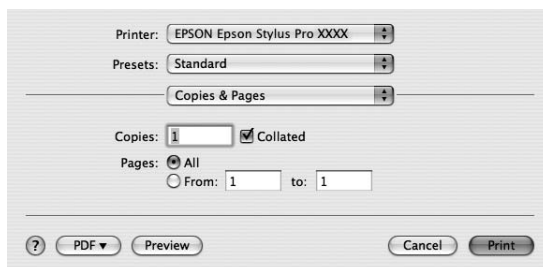 Printer: EPSON Epson Stylus Pro XXXX
Presets: Standard
Copies & Pages
Copies: 1 Collated
Pages: All
From: 1 to: 1
? PDF Preview Cancel Print